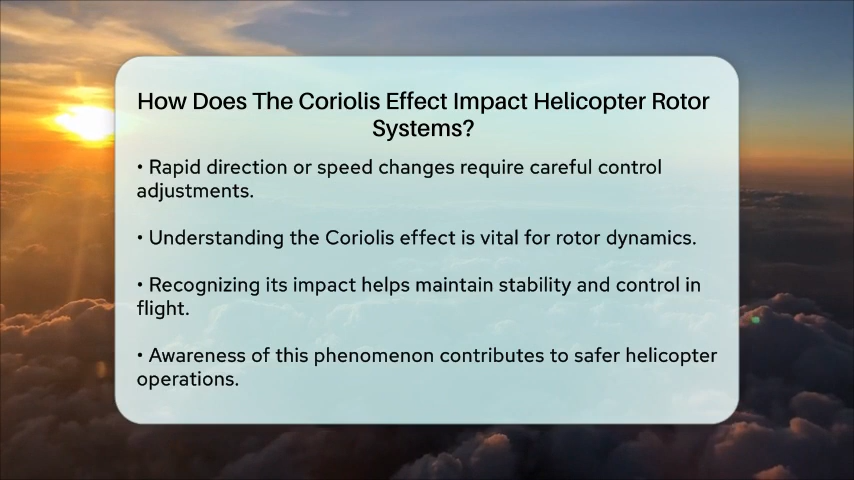 How Does The Coriolis Effect Impact Helicopter Rotor
Systems?
• Rapid direction or speed changes require careful control
adjustments.
• Understanding the Coriolis effect is vital for rotor dynamics.
• Recognizing its impact helps maintain stability and control in
flight.
• Awareness of this phenomenon contributes to safer helicopter
operations.